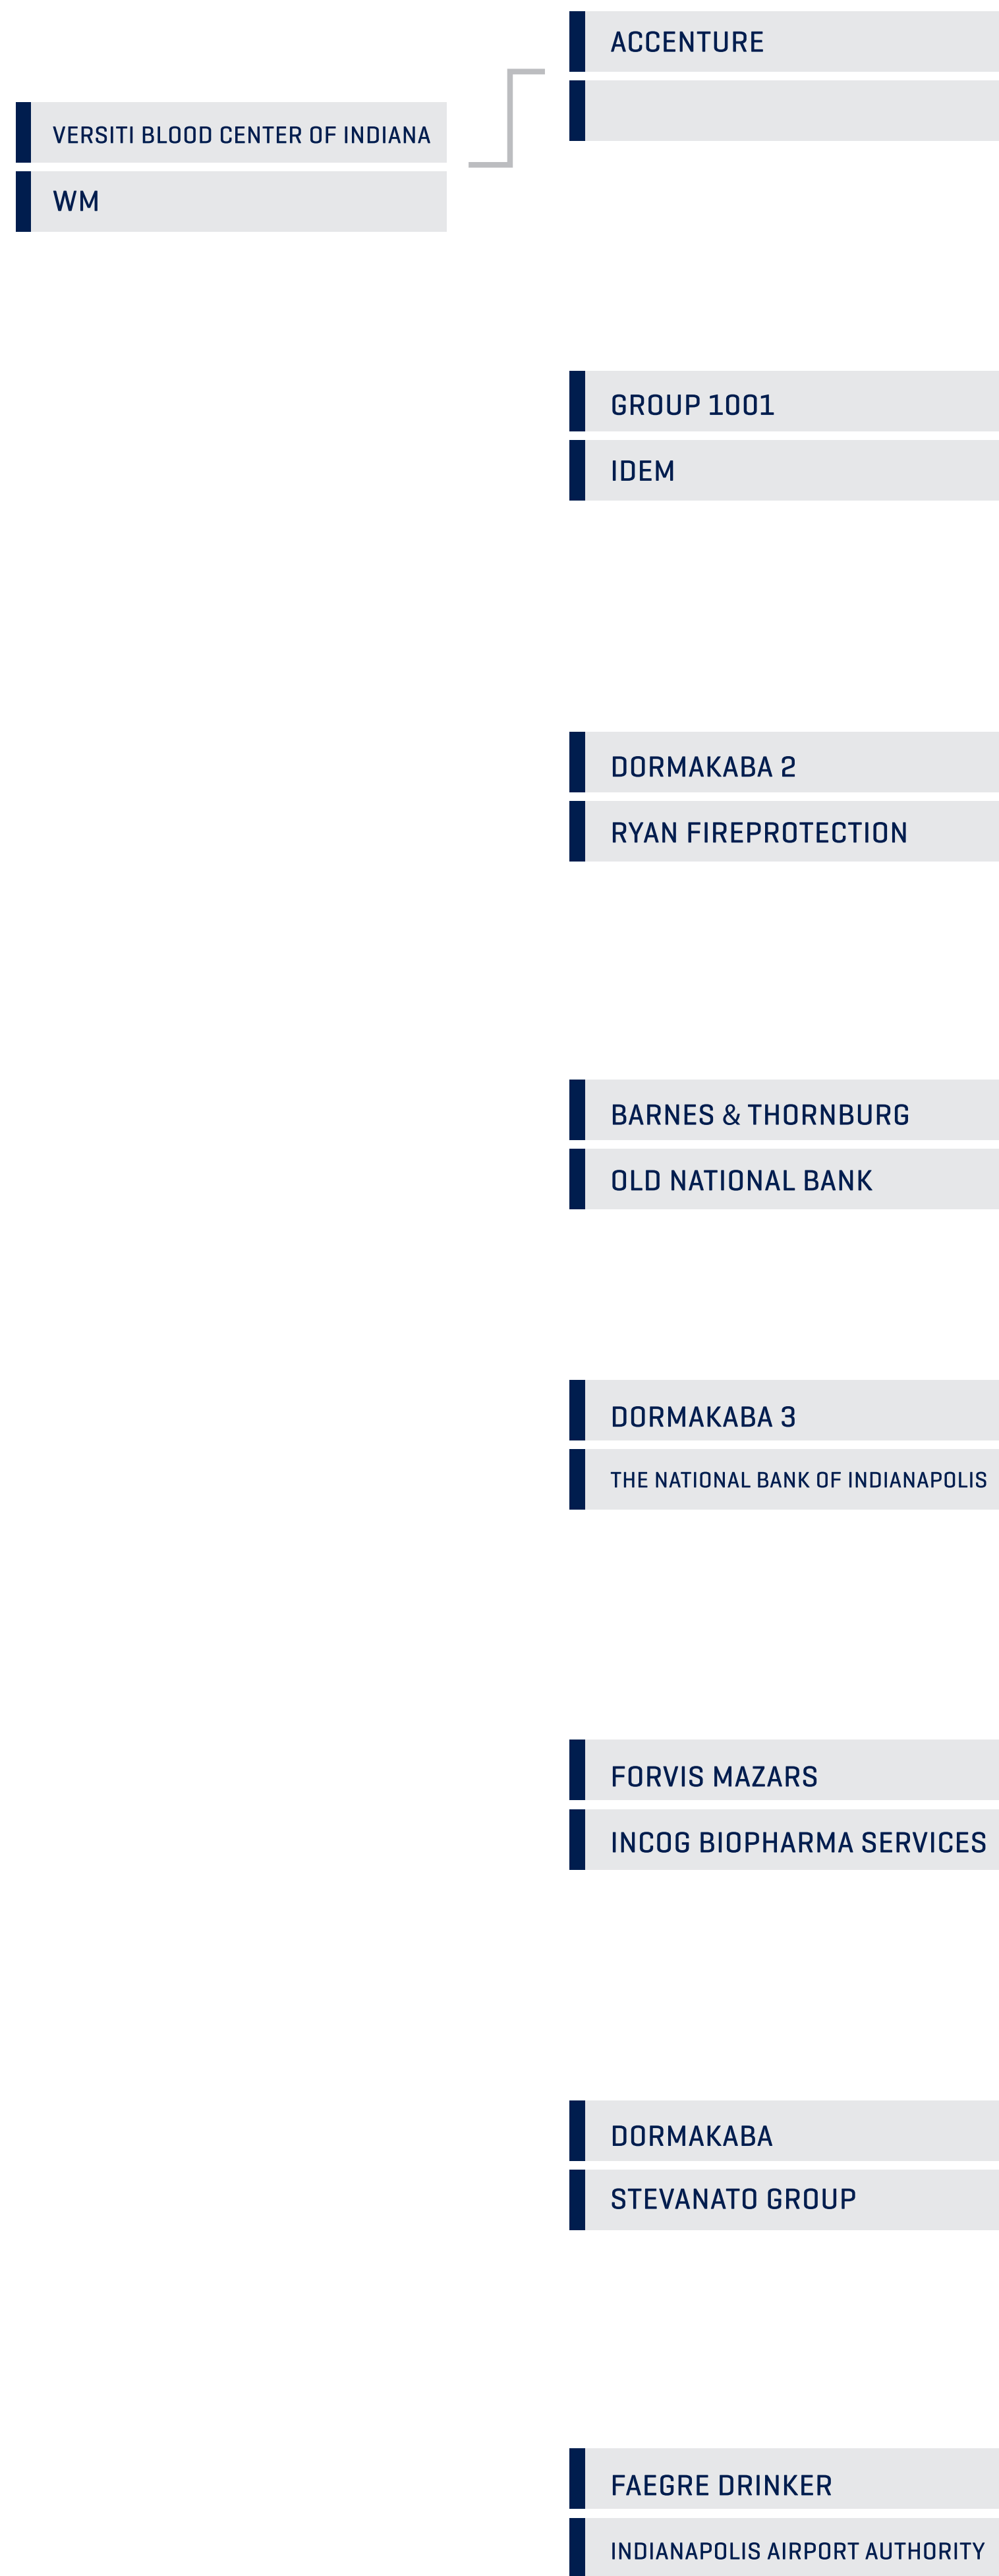 VERSITI BLOOD CENTER OF INDIANA
WM
ACCENTURE
GROUP 1001
IDEM
DORMAKABA 2
RYAN FIREPROTECTION
BARNES & THORNBURG
OLD NATIONAL BANK
DORMAKABA 3
THE NATIONAL BANK OF INDIANAPOLIS
FORVIS MAZARS
INCOG BIOPHARMA SERVICES
DORMAKABA
STEVANATO GROUP
FAEGRE DRINKER
INDIANAPOLIS AIRPORT AUTHORITY